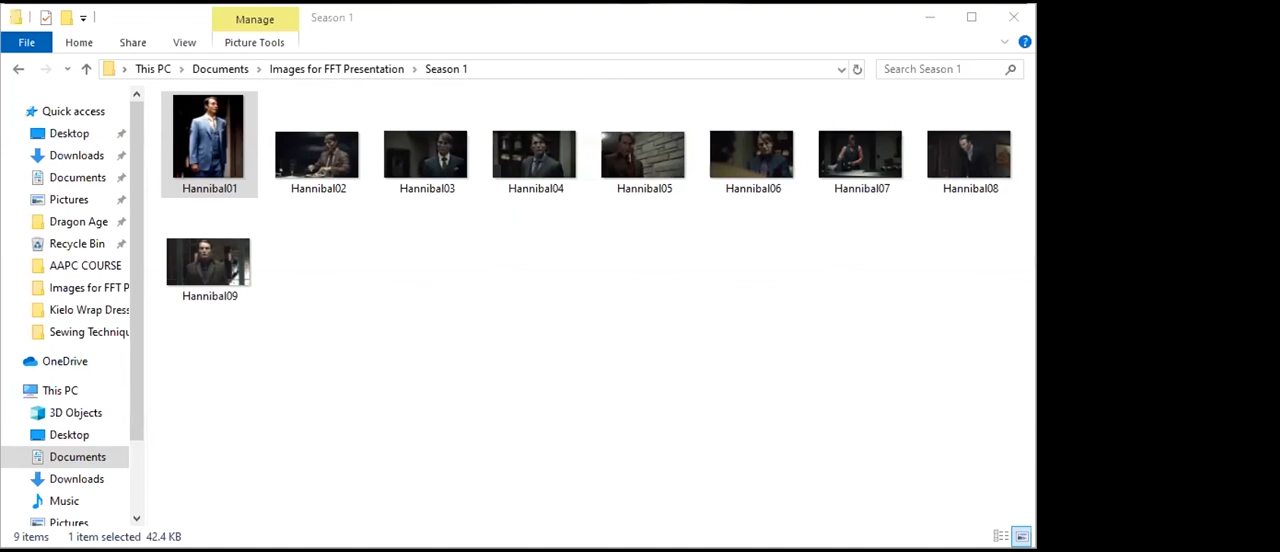 Manage
Season 1
File
Home
Share
View
Picture Tools
This PC
Documents
Images for FFT Presentation
Season 1
Search Season 1
Quick access
Desktop
Downloads
Documents
Pictures
Dragon Age
Recycle Bin
AAPC COURSE
Images for FFT P
Kielo Wrap Dress
Sewing Techniqu
OneDrive
This PC
3D Objects
Desktop
Documents
Downloads
Music
Pictures
Hannibal01
Hannibal02
Hannibal03
Hannibal04
Hannibal05
Hannibal06
Hannibal07
Hannibal08
Hannibal09
9 items
1 item selected 42.4 KB